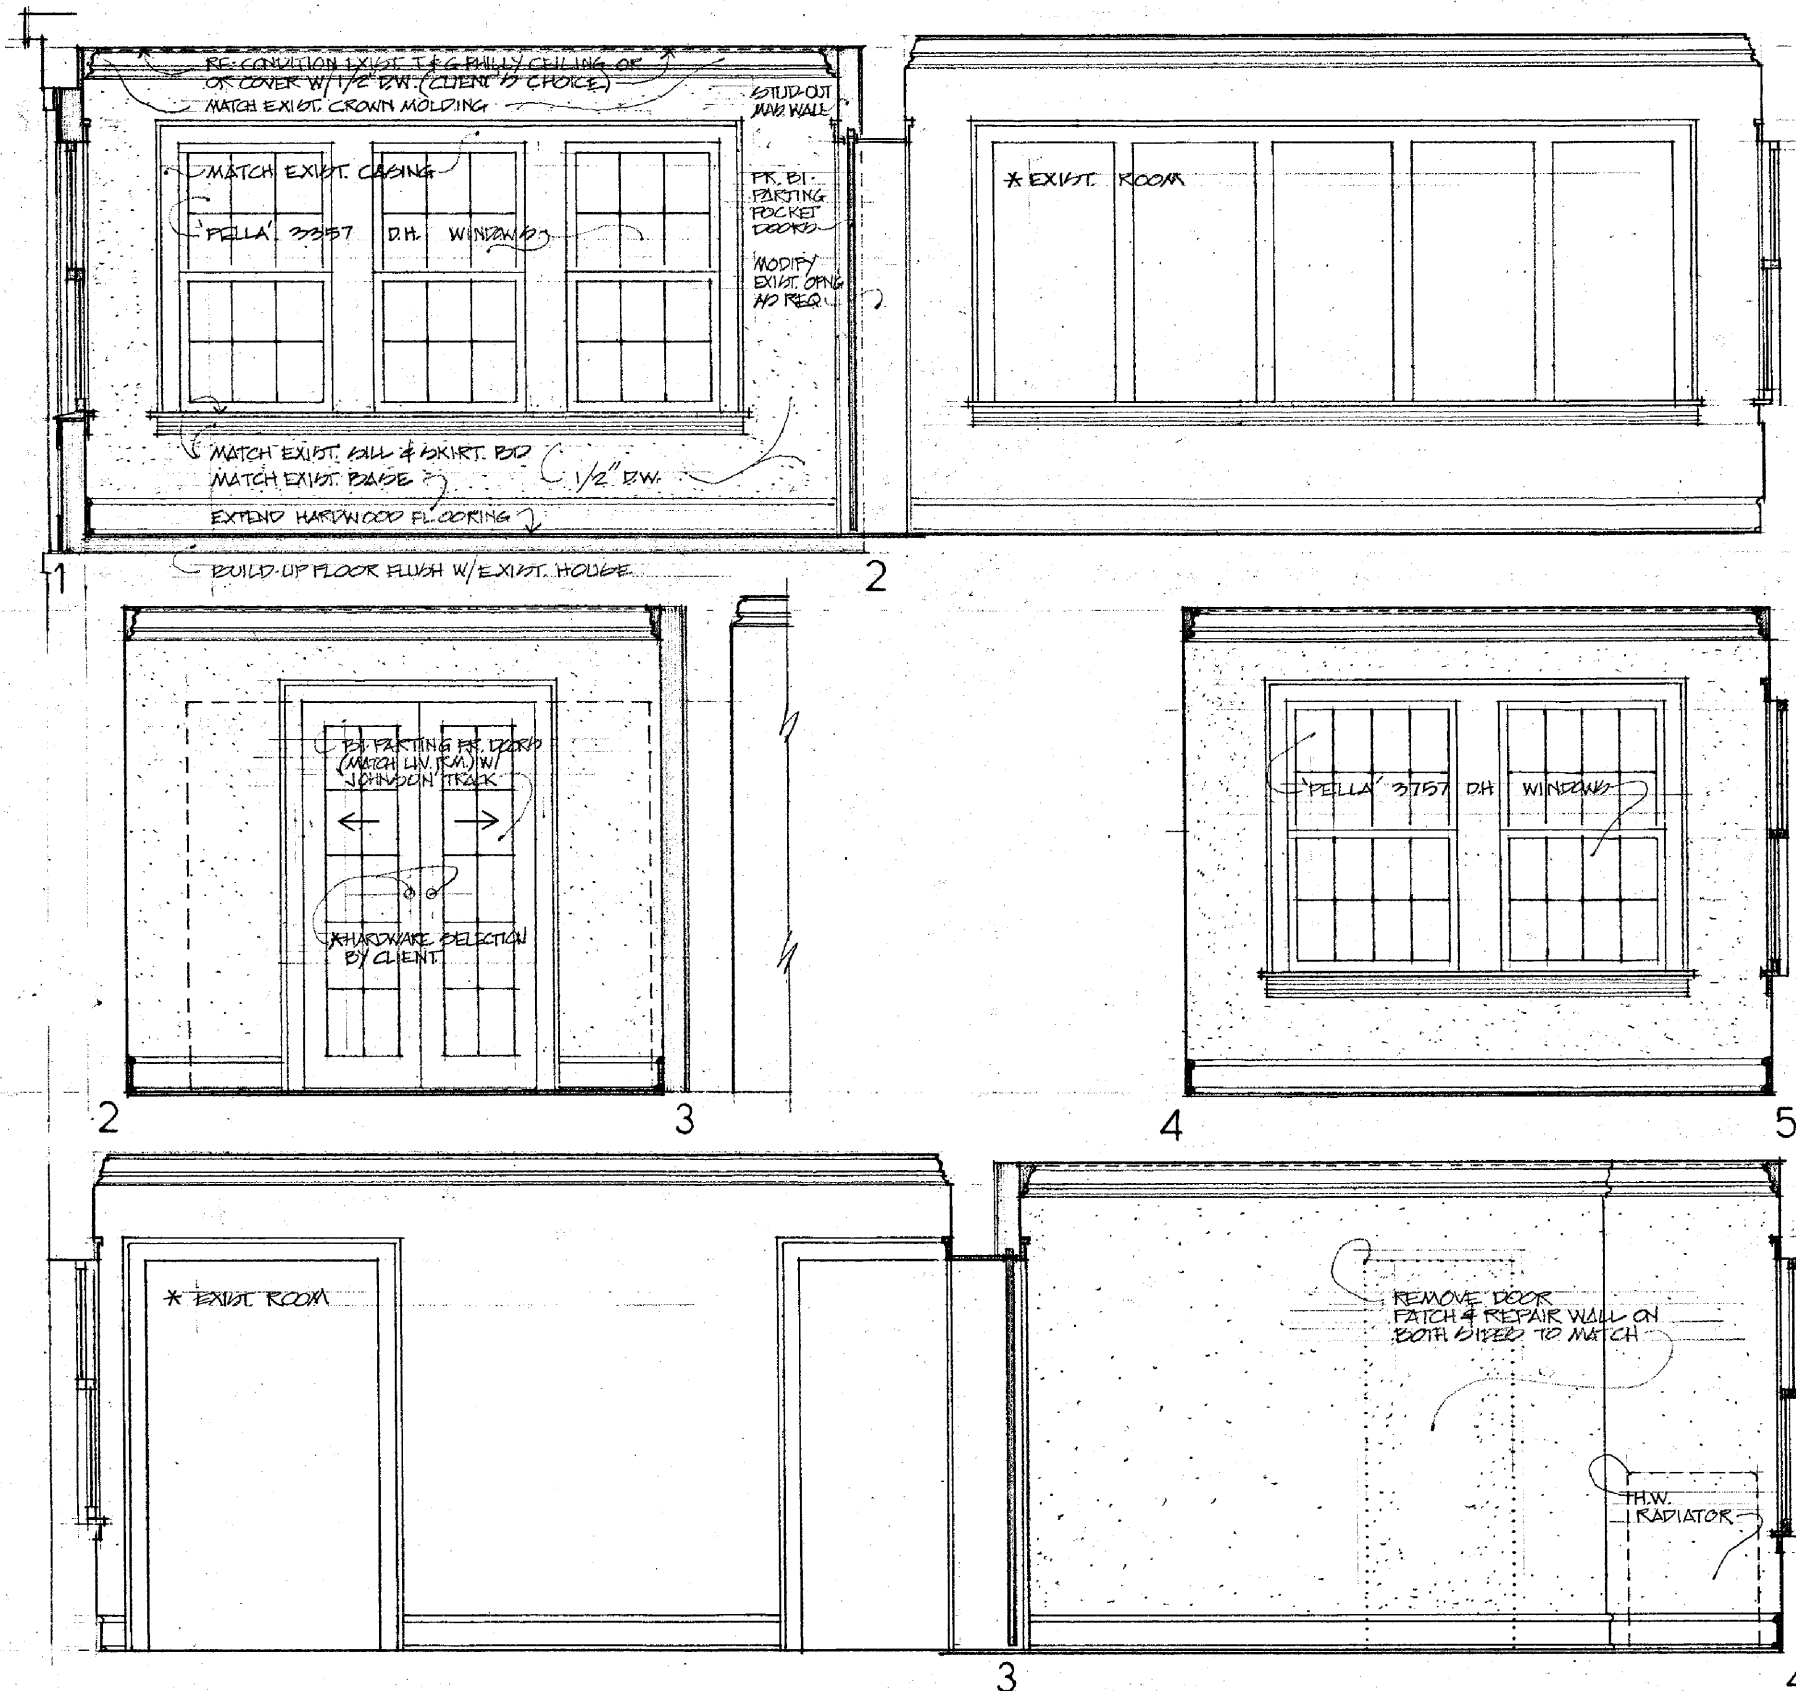 RE-CONDITION EXIST. T & G PHILLY CEILING OR
OR COVER W/ 1/2" D.W. (CLIENT'S CHOICE)
MATCH EXIST. CROWN MOLDING
STUD-OUT
MAS. WALL
MATCH EXIST. CASING
'PELLA' 3357 D.H. WINDOWS
PR. BI-
PARTING
POCKET
DOORS
MODIFY
EXIST. OPNG
AS REQ.
* EXIST. ROOM
MATCH EXIST. SILL & SKIRT. BD
MATCH EXIST. BASE
1/2" D.W.
EXTEND HARDWOOD FLOORING
1
BUILD-UP FLOOR FLUSH W/ EXIST. HOUSE
2
BI-PARTING FR. DOORS
(MATCH LIV. RM.) W/
'JOHNSON' TRACK
*HARDWARE SELECTION
BY CLIENT
2
3
'PELLA' 3757 D.H WINDOWS
4
5
* EXIST. ROOM
REMOVE DOOR
PATCH & REPAIR WALL ON
BOTH SIDES TO MATCH
H.W.
RADIATOR
3
4